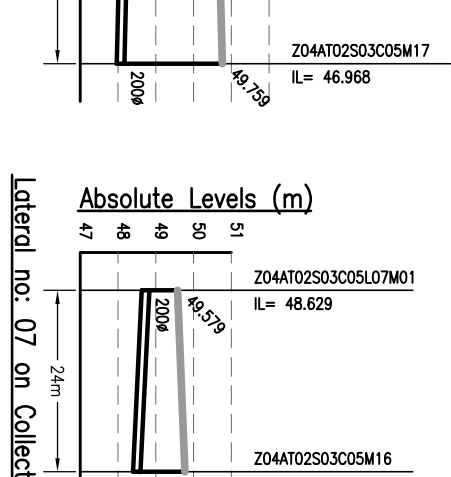 Z04AT02S03C05M17
IL= 46.968
200ø
49.759
Absolute Levels (m)
47 48 49 50 51
Z04AT02S03C05L07M01
IL= 48.629
49.579
200ø
24m
Z04AT02S03C05M16
Lateral no: 07 on Collect